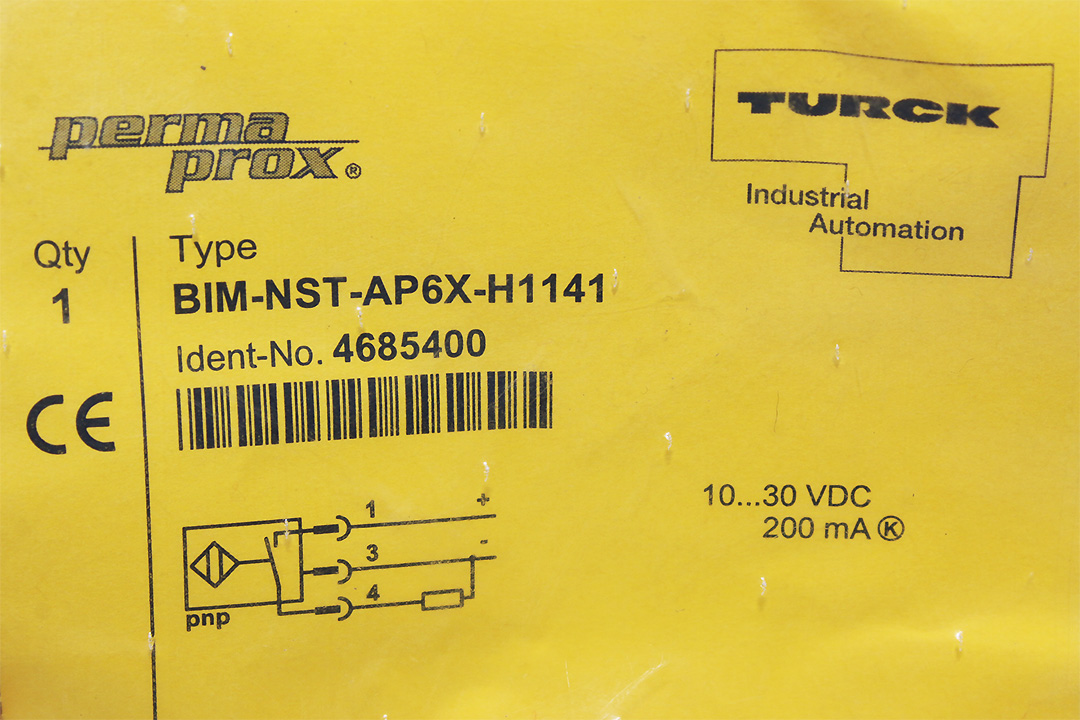 perma
prox®
TURCK
Industrial
Automation
Qty
1
Type
BIM-NST-AP6X-H1141
Ident-No. 4685400
CE
10...30 VDC
200 mA Ⓚ
1 +
3 -
4
pnp